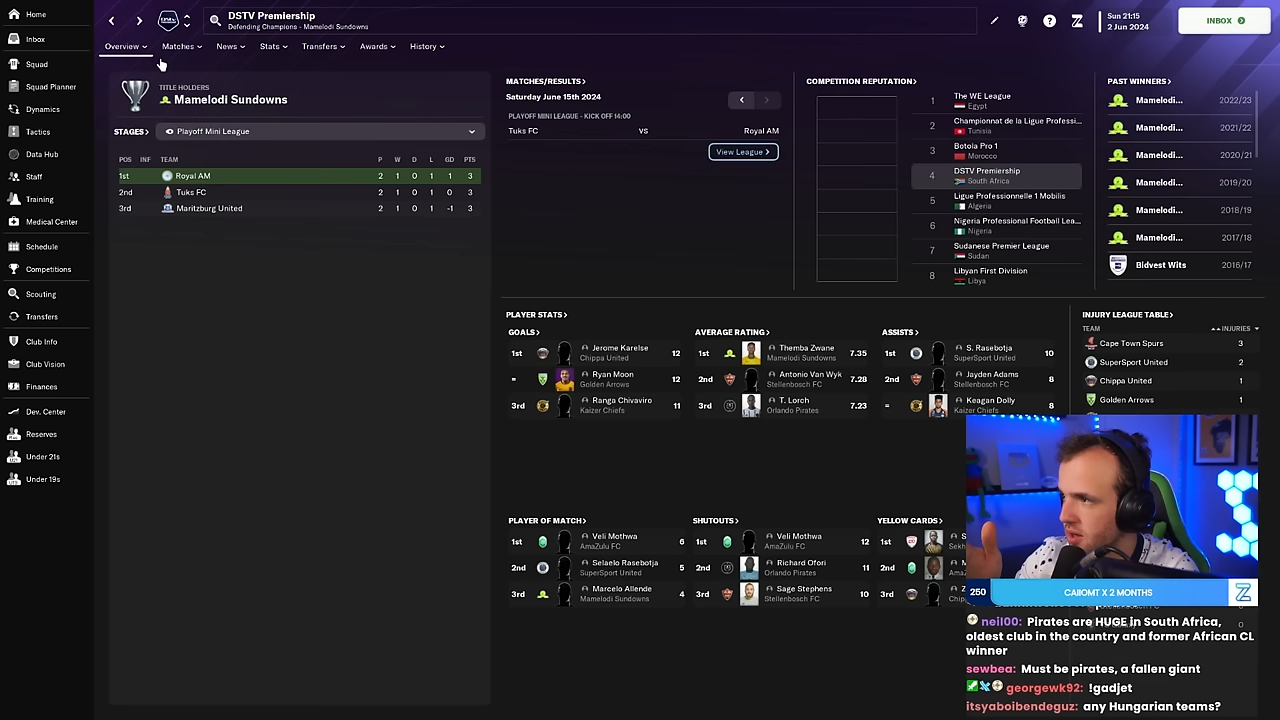 Home
Inbox
Squad
Squad Planner
Dynamics
Tactics
Data Hub
Staff
Training
Medical Center
Schedule
Competitions
Scouting
Transfers
Club Info
Club Vision
Finances
Dev. Center
Reserves
Under 21s
Under 19s
DSTV Premiership
Defending Champions - Mamelodi Sundowns
Sun 21:15
2 Jun 2024
INBOX
Overview
Matches
News
Stats
Transfers
Awards
History
TITLE HOLDERS
Mamelodi Sundowns
STAGES> Playoff Mini League
POS INF TEAM P W D L GD PTS
1st Royal AM 2 1 0 1 1 3
2nd Tuks FC 2 1 0 1 0 3
3rd Maritzburg United 2 1 0 1 -1 3
MATCHES/RESULTS>
Saturday June 15th 2024
PLAYOFF MINI LEAGUE - KICK OFF 14:00
Tuks FC VS Royal AM
View League >
COMPETITION REPUTATION>
1 The WE League
Egypt
2 Championnat de la Ligue Professi...
Tunisia
3 Botola Pro 1
Morocco
4 DSTV Premiership
South Africa
5 Ligue Professionnelle 1 Mobilis
Algeria
6 Nigeria Professional Football Lea...
Nigeria
7 Sudanese Premier League
Sudan
8 Libyan First Division
Libya
PAST WINNERS>
Mamelodi... 2022/23
Mamelodi... 2021/22
Mamelodi... 2020/21
Mamelodi... 2019/20
Mamelodi... 2018/19
Mamelodi... 2017/18
Bidvest Wits 2016/17
PLAYER STATS>
GOALS>
1st Jerome Karelse 12
Chippa United
= Ryan Moon 12
Golden Arrows
3rd Ranga Chivaviro 11
Kaizer Chiefs
AVERAGE RATING>
1st Themba Zwane 7.35
Mamelodi Sundowns
2nd Antonio Van Wyk 7.28
Stellenbosch FC
3rd T. Lorch 7.23
Orlando Pirates
ASSISTS>
1st S. Rasebotja 10
SuperSport United
2nd Jayden Adams 8
Stellenbosch FC
= Keagan Dolly 8
Kaizer Chiefs
INJURY LEAGUE TABLE>
TEAM INJURIES
Cape Town Spurs 3
SuperSport United 2
Chippa United 1
Golden Arrows 1
PLAYER OF MATCH>
1st Veli Mothwa 6
AmaZulu FC
2nd Selaelo Rasebotja 5
SuperSport United
3rd Marcelo Allende 4
Mamelodi Sundowns
SHUTOUTS>
1st Veli Mothwa 12
AmaZulu FC
2nd Richard Ofori 11
Orlando Pirates
3rd Sage Stephens 10
Stellenbosch FC
YELLOW CARDS>
1st S
Sekh
2nd M
Ama
3rd
250 CAIIOMT X 2 MONTHS
neil00: Pirates are HUGE in South Africa,
oldest club in the country and former African CL
winner
sewbea: Must be pirates, a fallen giant
georgewk92: !gadjet
itsyaboibendeguz: any Hungarian teams?